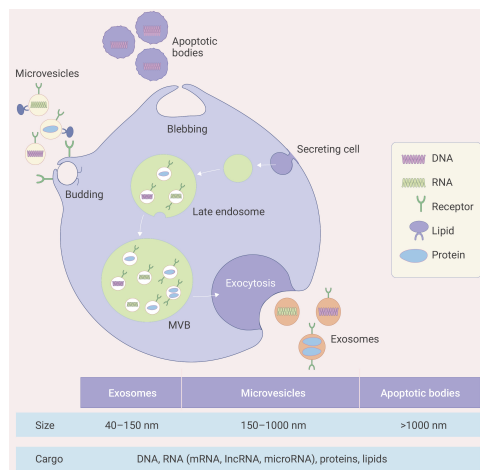 Apoptotic
bodies
Microvesicles
Blebbing
Secreting cell
Budding
Late endosome
DNA
RNA
Receptor
Lipid
Protein
Exocytosis
MVB
Exosomes
Exosomes Microvesicles Apoptotic bodies
Size 40–150 nm 150–1000 nm >1000 nm
Cargo DNA, RNA (mRNA, lncRNA, microRNA), proteins, lipids